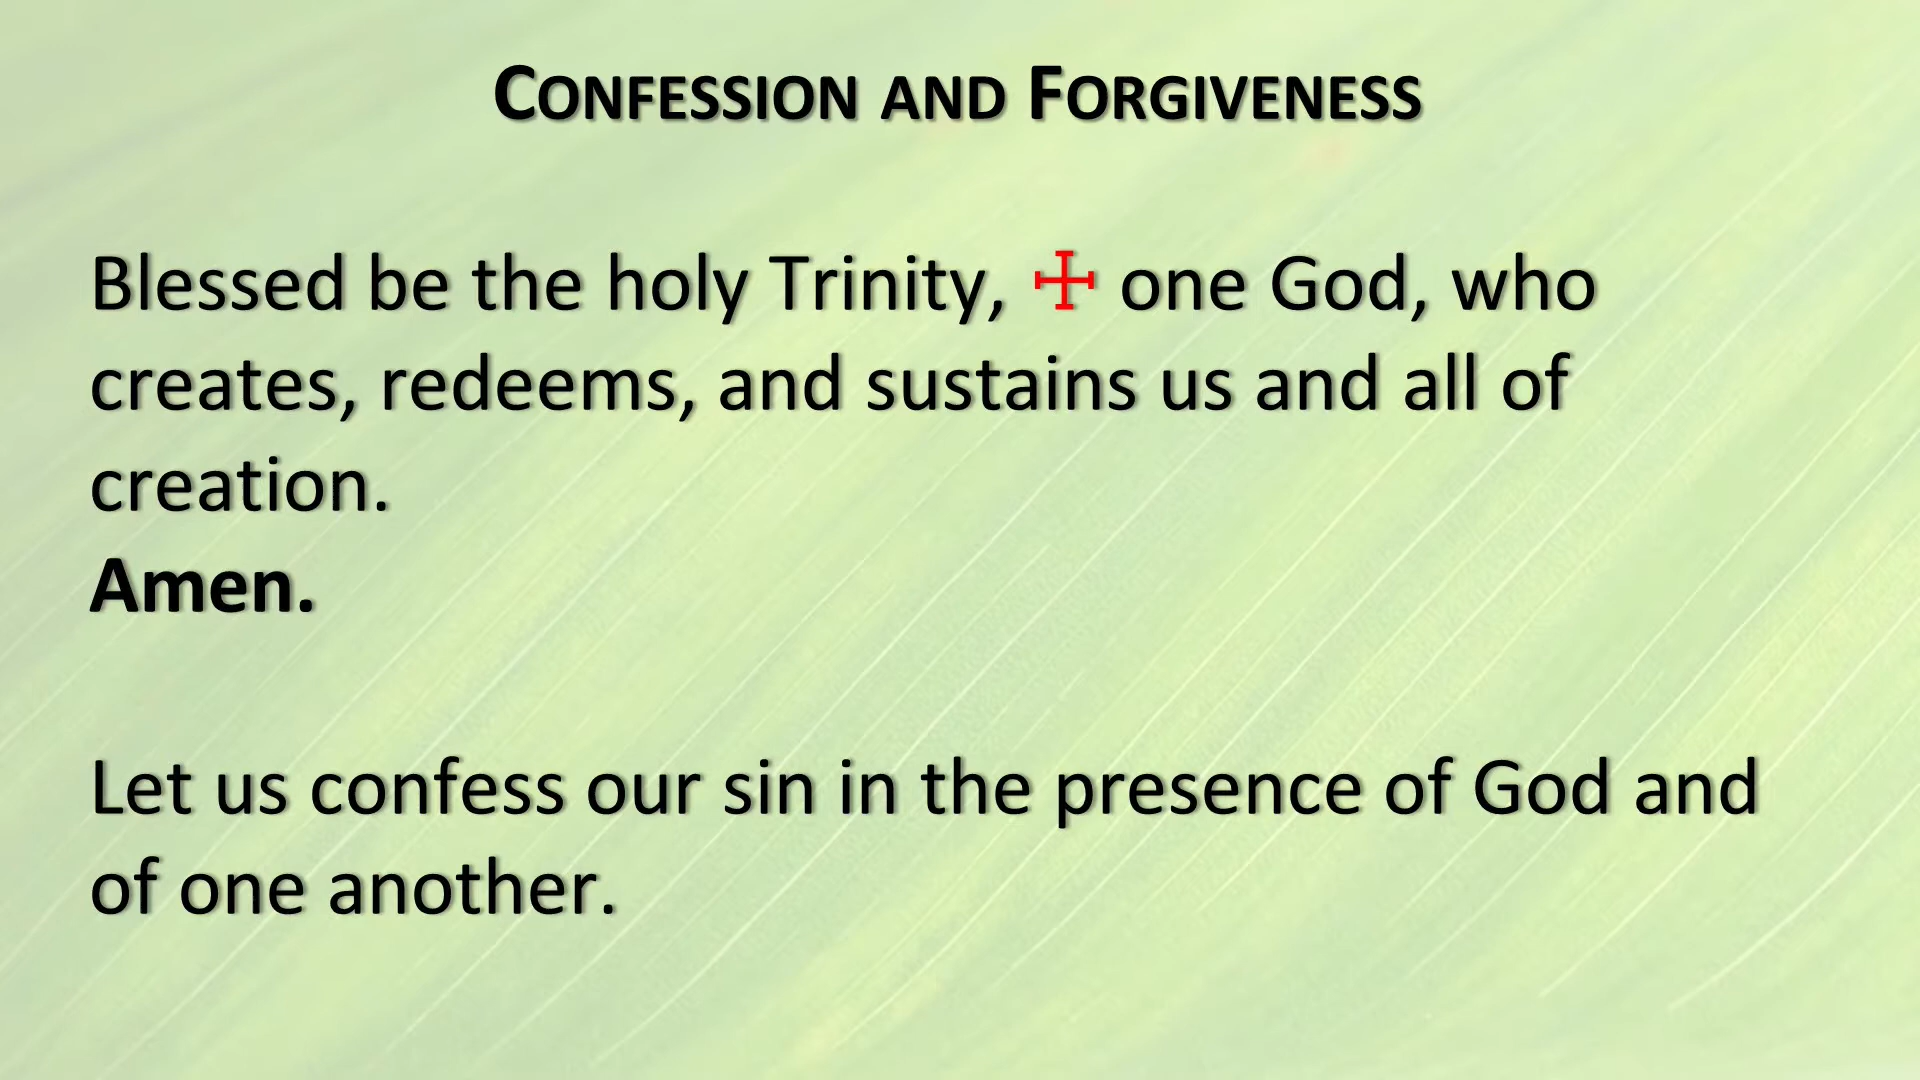 Confession and Forgiveness
Blessed be the holy Trinity, ☩ one God, who
creates, redeems, and sustains us and all of
creation.
Amen.
Let us confess our sin in the presence of God and
of one another.